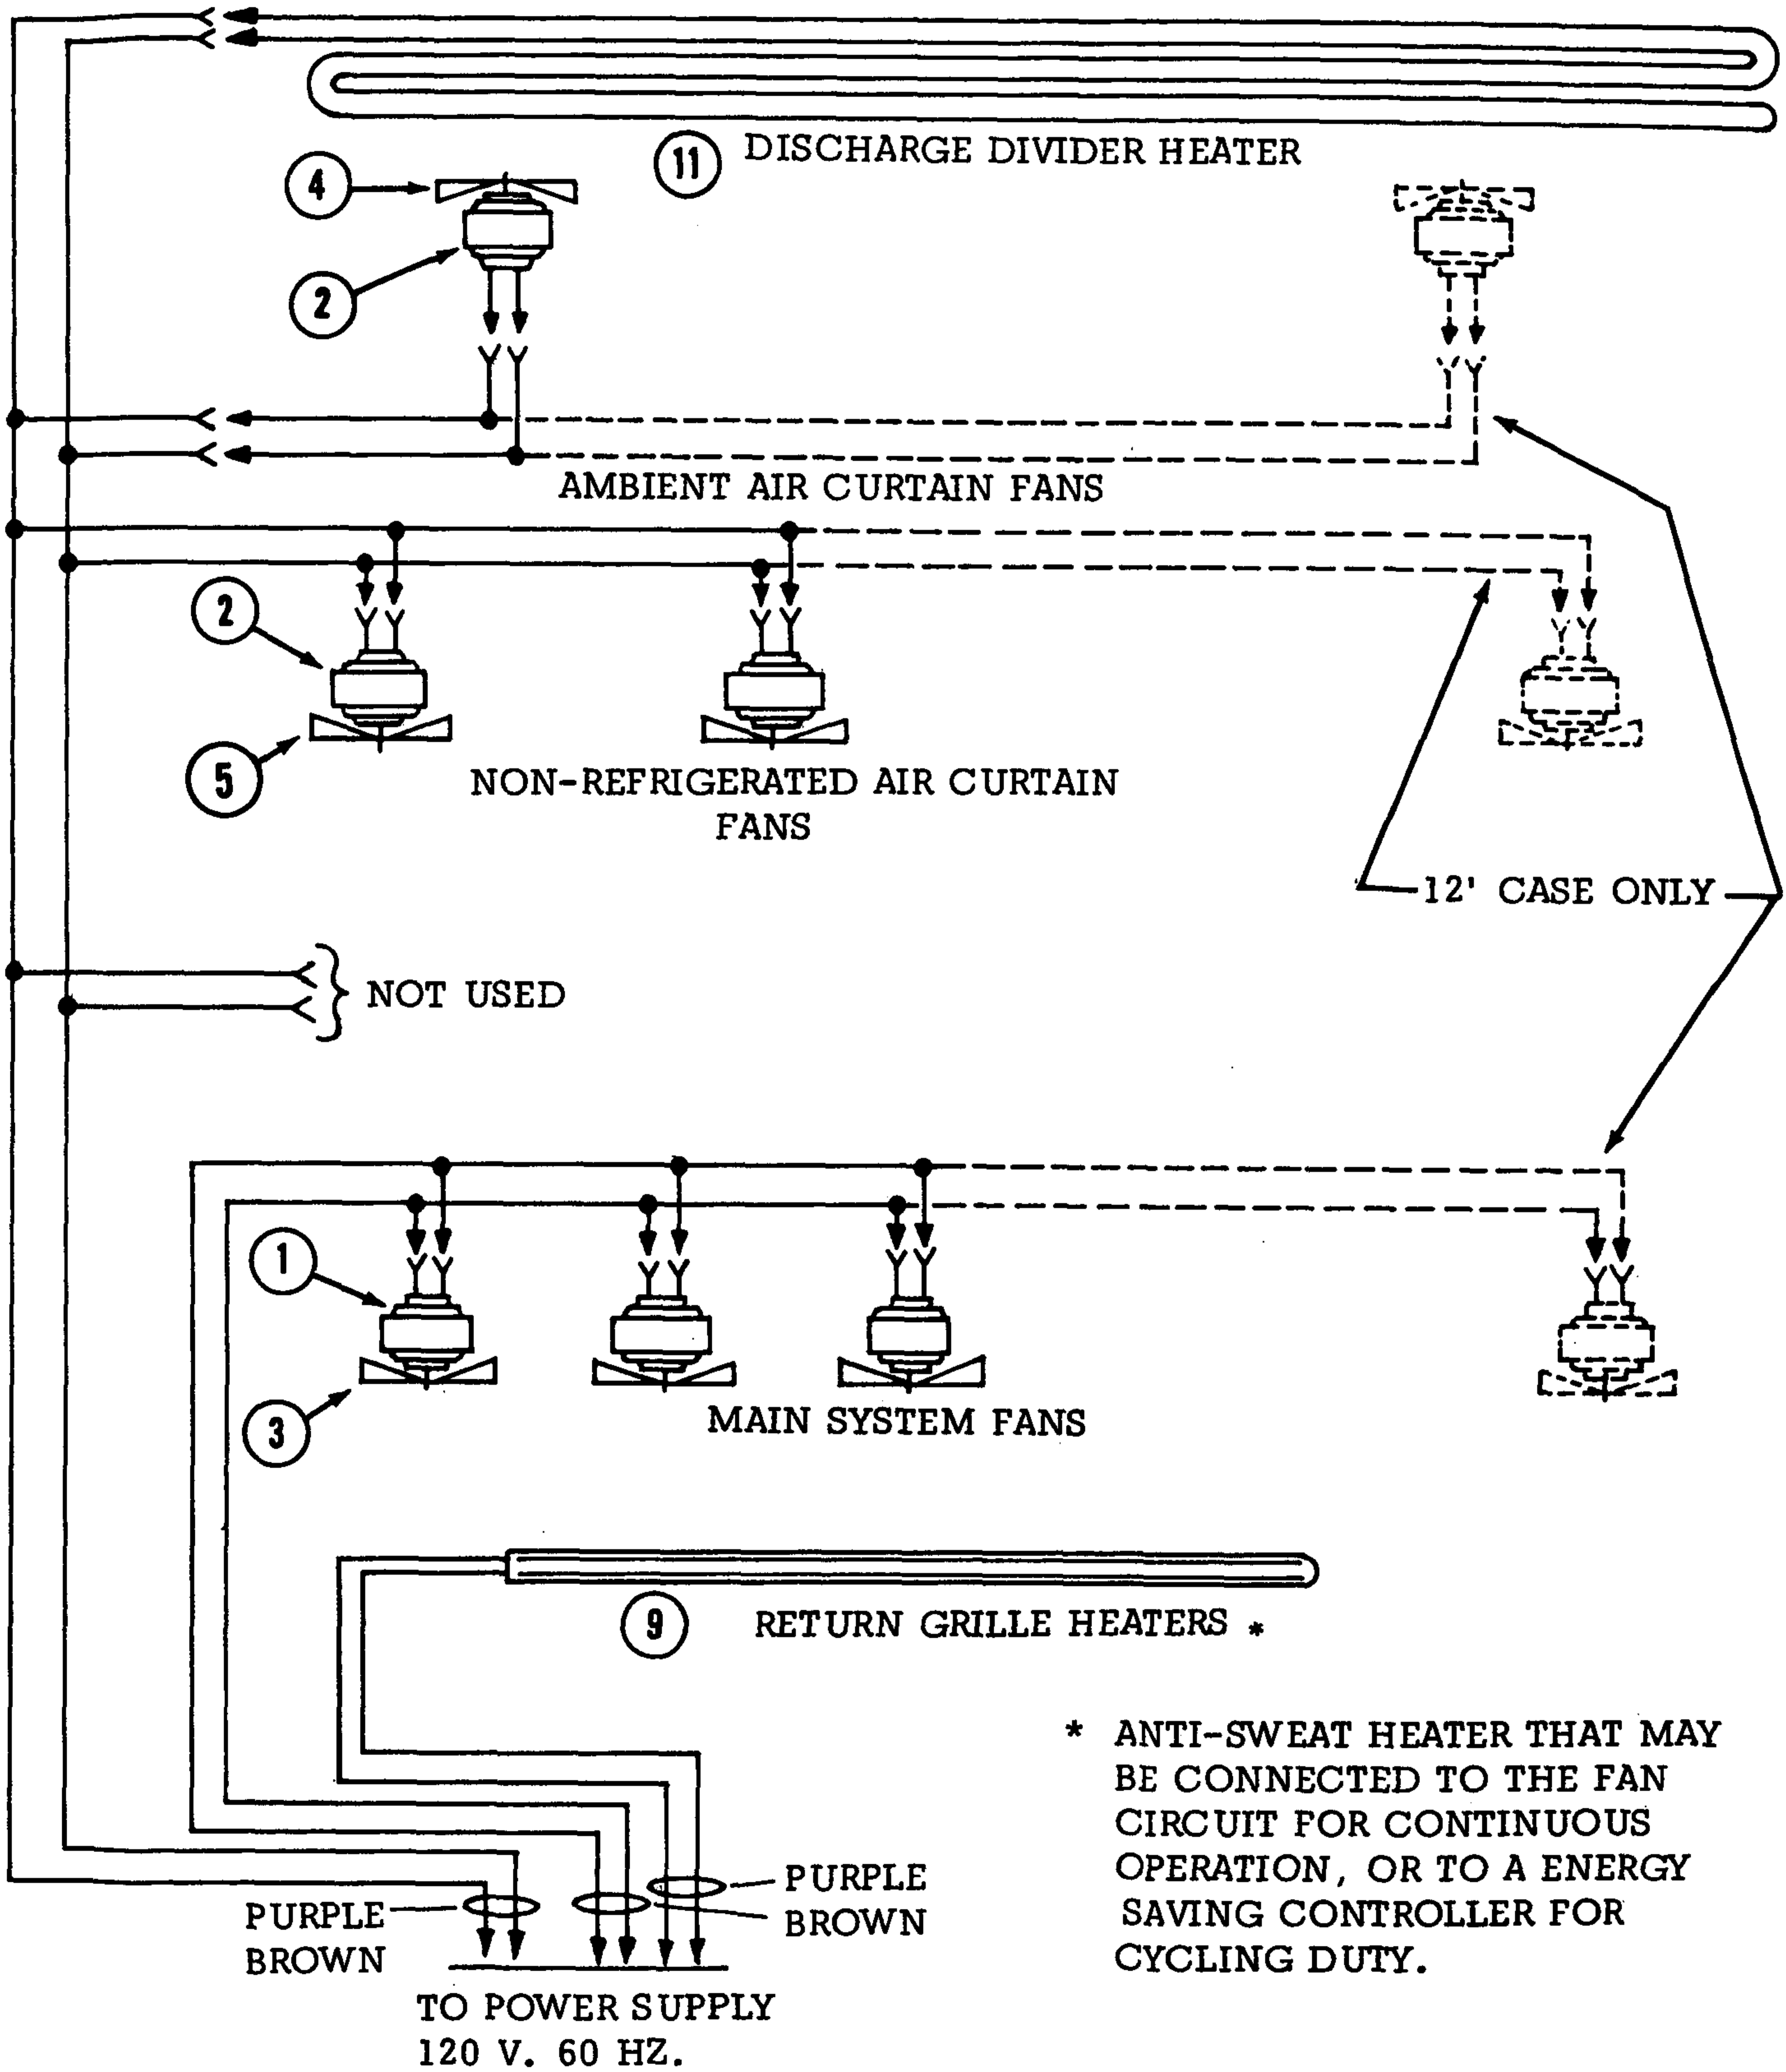 11 DISCHARGE DIVIDER HEATER
4
2
AMBIENT AIR CURTAIN FANS
2
5
NON-REFRIGERATED AIR CURTAIN
FANS
12' CASE ONLY
NOT USED
1
3
MAIN SYSTEM FANS
9 RETURN GRILLE HEATERS *
* ANTI-SWEAT HEATER THAT MAY
BE CONNECTED TO THE FAN
CIRCUIT FOR CONTINUOUS
OPERATION, OR TO A ENERGY
SAVING CONTROLLER FOR
CYCLING DUTY.
PURPLE
BROWN
PURPLE
BROWN
TO POWER SUPPLY
120 V. 60 HZ.